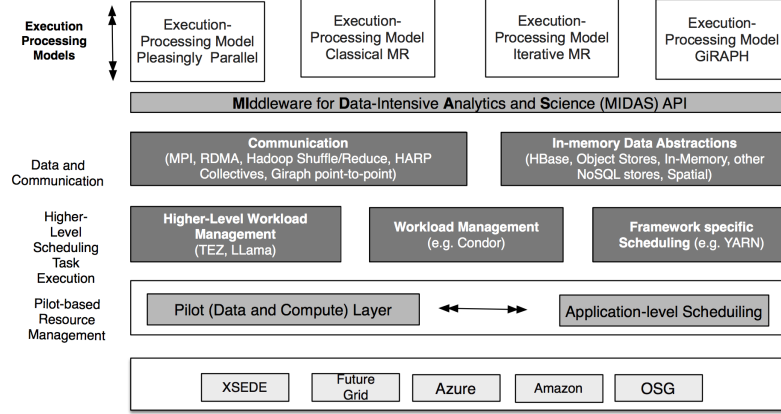 Execution
Processing
Models
Execution-
Processing Model
Pleasingly Parallel
Execution-
Processing Model
Classical MR
Execution-
Processing Model
Iterative MR
Execution-
Processing Model
GiRAPH
MIddleware for Data-Intensive Analytics and Science (MIDAS) API
Data and
Communication
Communication
(MPI, RDMA, Hadoop Shuffle/Reduce, HARP
Collectives, Giraph point-to-point)
In-memory Data Abstractions
(HBase, Object Stores, In-Memory, other
NoSQL stores, Spatial)
Higher-
Level
Scheduling
Task
Execution
Higher-Level Workload
Management
(TEZ, LLama)
Workload Management
(e.g. Condor)
Framework specific
Scheduling (e.g. YARN)
Pilot-based
Resource
Management
Pilot (Data and Compute) Layer
Application-level Scheduiling
XSEDE
Future
Grid
Azure
Amazon
OSG